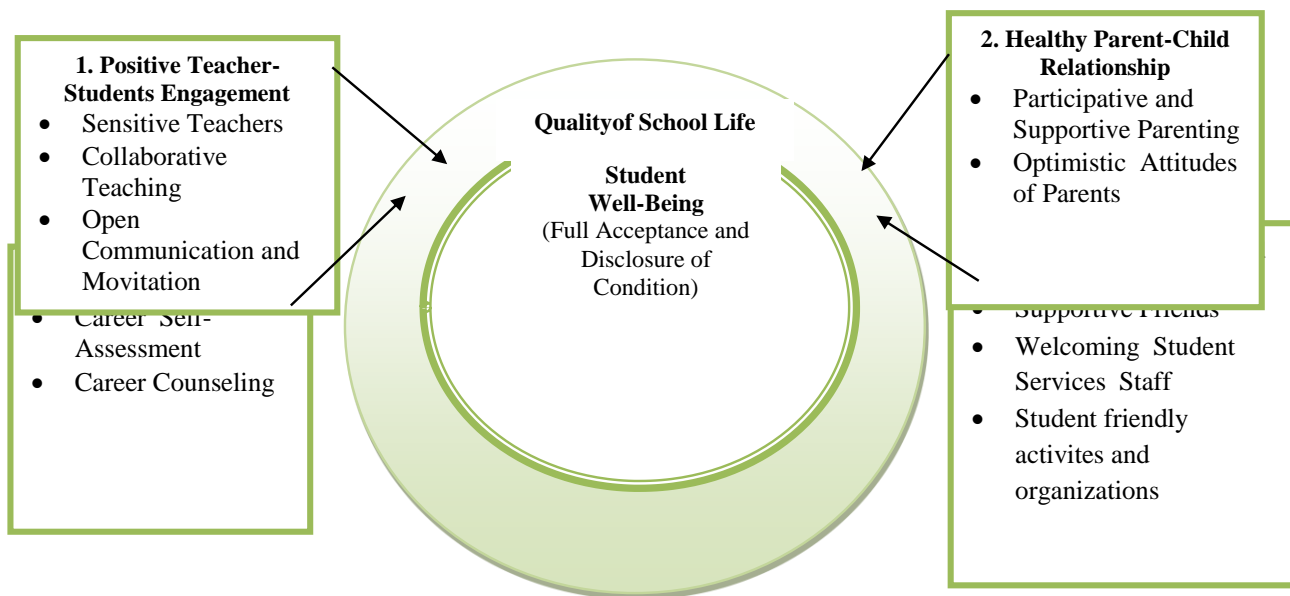 1. Positive Teacher-
Students Engagement
• Sensitive Teachers
• Collaborative
Teaching
• Open
Communication and
Movitation
• Career Self-
Assessment
• Career Counseling
Qualityof School Life
Student
Well-Being
(Full Acceptance and
Disclosure of
Condition)
2. Healthy Parent-Child
Relationship
• Participative and
Supportive Parenting
• Optimistic Attitudes
of Parents
• Supportive Friends
• Welcoming Student
Services Staff
• Student friendly
activites and
organizations